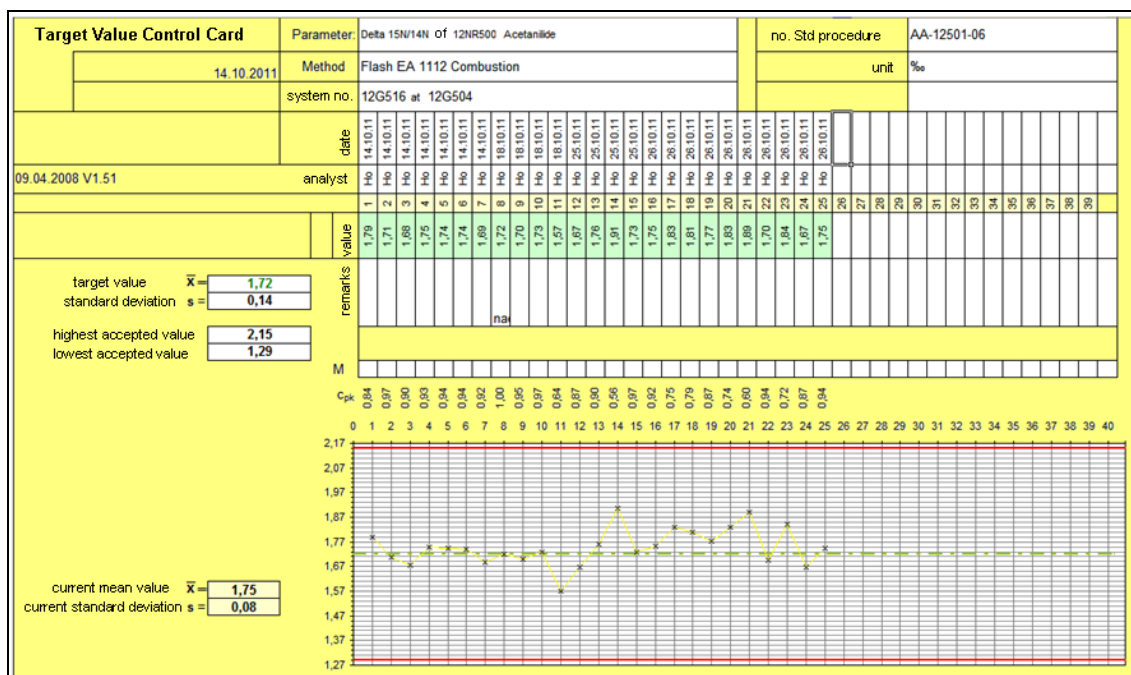 Target Value Control Card Parameter: Delta 15N/14N of 12NR500 Acetanilide no. Std procedure AA-12501-06
14.10.2011 Method Flash EA 1112 Combustion unit ‰
system no. 12G516 at 12G504
date 14.10.11 14.10.11 14.10.11 14.10.11 14.10.11 14.10.11 14.10.11 18.10.11 18.10.11 18.10.11 18.10.11 25.10.11 25.10.11 25.10.11 25.10.11 26.10.11 26.10.11 26.10.11 26.10.11 26.10.11 26.10.11 26.10.11 26.10.11 26.10.11 26.10.11
09.04.2008 V1.51 analyst Ho Ho Ho Ho Ho Ho Ho Ho Ho Ho Ho Ho Ho Ho Ho Ho Ho Ho Ho Ho Ho Ho Ho Ho Ho
1 2 3 4 5 6 7 8 9 10 11 12 13 14 15 16 17 18 19 20 21 22 23 24 25 26 27 28 29 30 31 32 33 34 35 36 37 38 39
value 1,79 1,71 1,68 1,75 1,74 1,74 1,69 1,72 1,70 1,73 1,57 1,67 1,76 1,91 1,73 1,75 1,83 1,81 1,77 1,83 1,89 1,70 1,84 1,67 1,75
remarks
target value x̅ = 1,72
standard deviation s = 0,14
nac
highest accepted value 2,15
lowest accepted value 1,29
M
cpk 0,84 0,97 0,90 0,93 0,94 0,94 0,92 1,00 0,95 0,97 0,64 0,87 0,90 0,56 0,97 0,92 0,75 0,79 0,87 0,74 0,60 0,94 0,72 0,87 0,94
0 1 2 3 4 5 6 7 8 9 10 11 12 13 14 15 16 17 18 19 20 21 22 23 24 25 26 27 28 29 30 31 32 33 34 35 36 37 38 39 40
2,17
2,07
1,97
1,87
1,77
1,67
1,57
1,47
1,37
1,27
current mean value x̅ = 1,75
current standard deviation s = 0,08